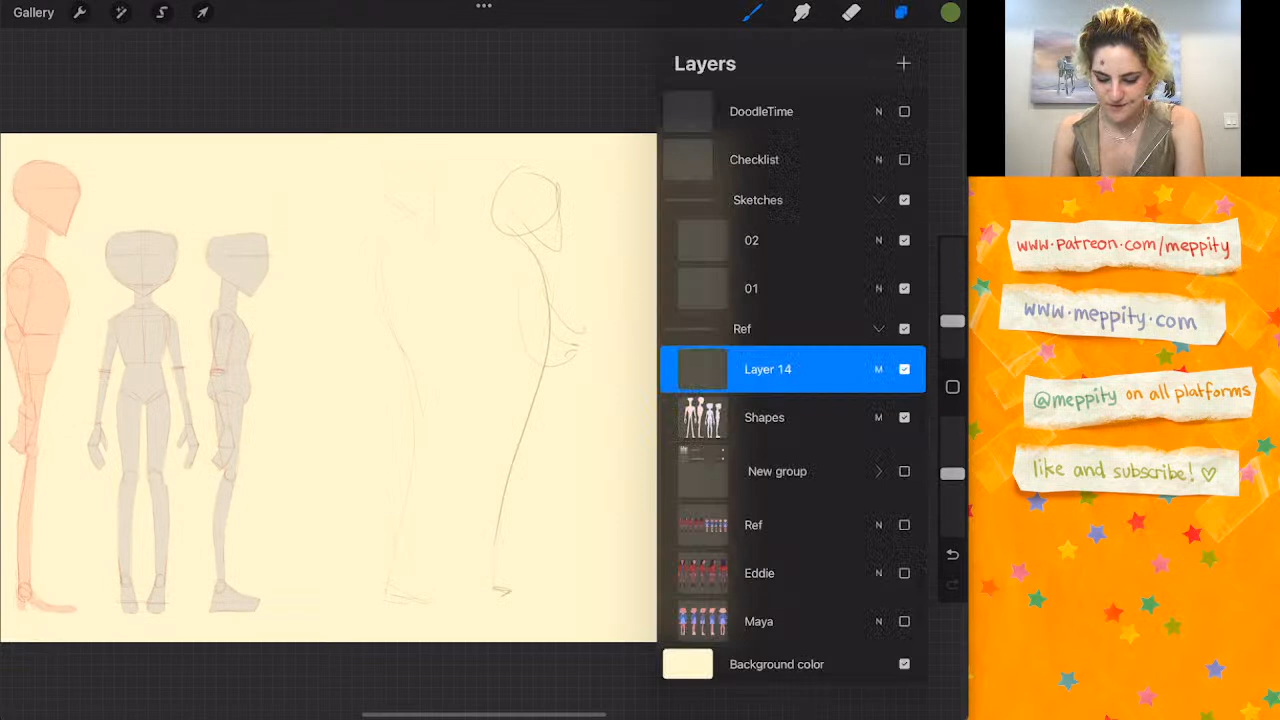 Gallery
Layers
DoodleTime N
Checklist N
Sketches
02 N
01 N
Ref
Layer 14 M
Shapes M
New group
Ref N
Eddie N
Maya N
Background color
www.patreon.com/meppity
www.meppity.com
@meppity on all platforms
like and subscribe! ♡